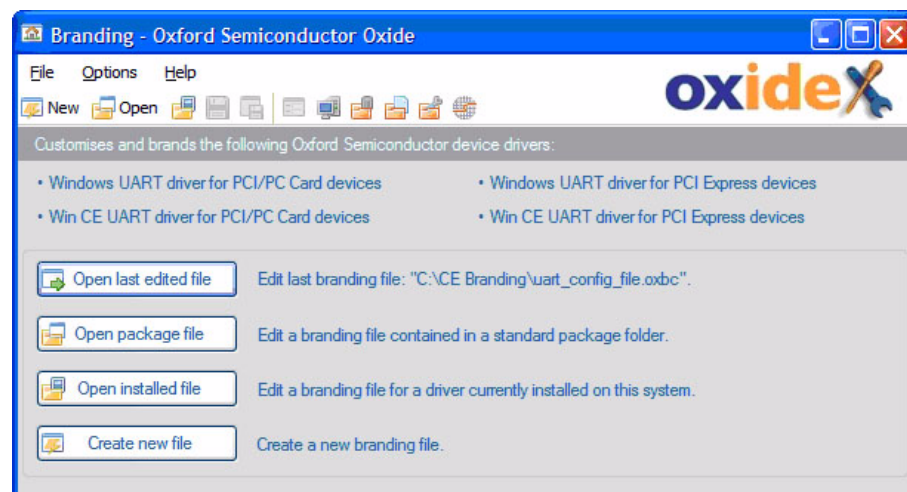 Branding - Oxford Semiconductor Oxide
File Options Help
New Open
oxide
Customises and brands the following Oxford Semiconductor device drivers:
• Windows UART driver for PCI/PC Card devices • Windows UART driver for PCI Express devices
• Win CE UART driver for PCI/PC Card devices • Win CE UART driver for PCI Express devices
Open last edited file Edit last branding file: "C:\CE Branding\uart_config_file.oxbc".
Open package file Edit a branding file contained in a standard package folder.
Open installed file Edit a branding file for a driver currently installed on this system.
Create new file Create a new branding file.